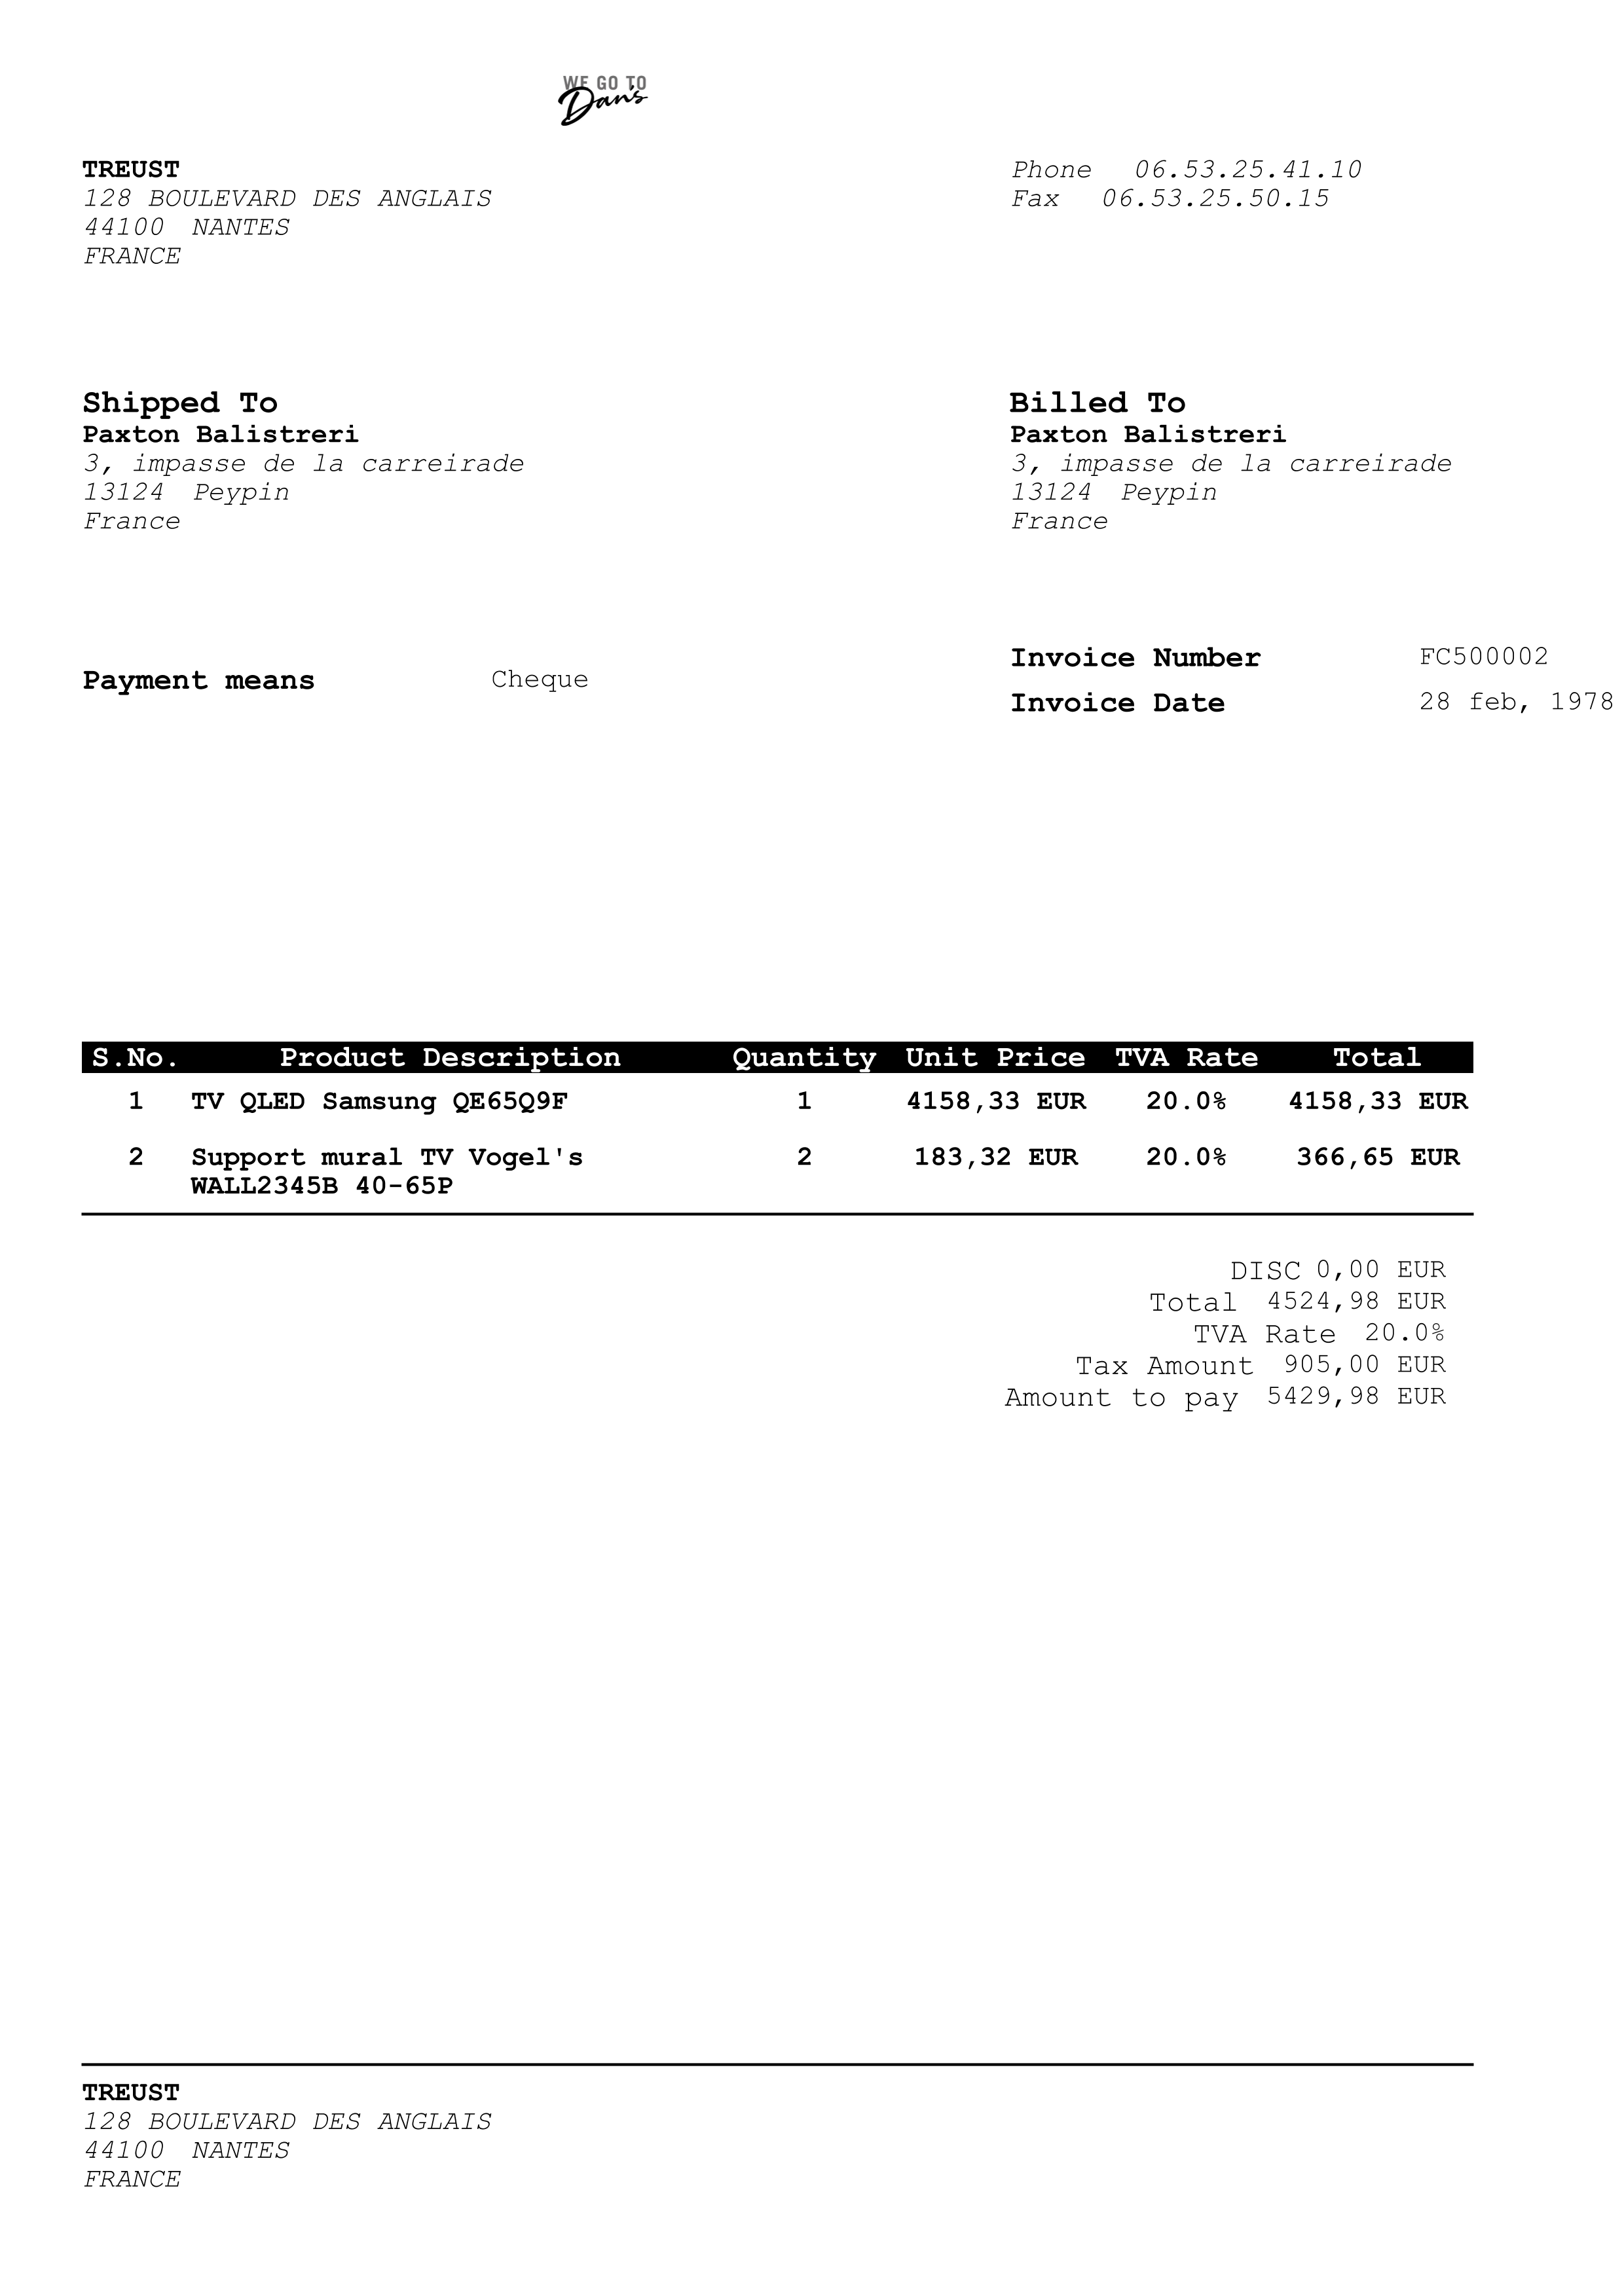 WE GO TO
Dan's
TREUST
128 BOULEVARD DES ANGLAIS
44100 NANTES
FRANCE
Phone 06.53.25.41.10
Fax 06.53.25.50.15
Shipped To
Paxton Balistreri
3, impasse de la carreirade
13124 Peypin
France
Billed To
Paxton Balistreri
3, impasse de la carreirade
13124 Peypin
France
Payment means Cheque
Invoice Number FC500002
Invoice Date 28 feb, 1978
S.No. Product Description Quantity Unit Price TVA Rate Total
1 TV QLED Samsung QE65Q9F 1 4158,33 EUR 20.0% 4158,33 EUR
2 Support mural TV Vogel's 2 183,32 EUR 20.0% 366,65 EUR
WALL2345B 40-65P
DISC 0,00 EUR
Total 4524,98 EUR
TVA Rate 20.0%
Tax Amount 905,00 EUR
Amount to pay 5429,98 EUR
TREUST
128 BOULEVARD DES ANGLAIS
44100 NANTES
FRANCE